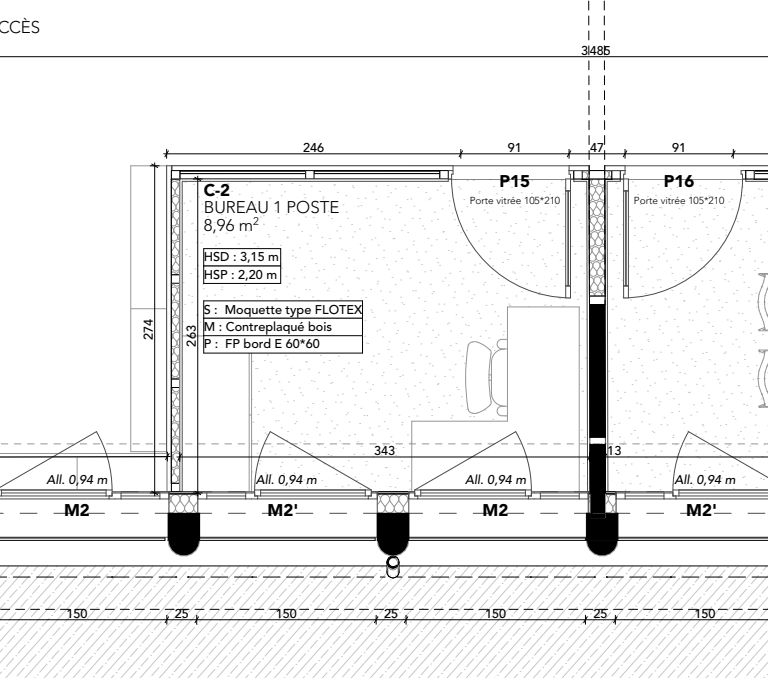 CCÈS
3485
246
91
47
91
C-2
BUREAU 1 POSTE
8,96 m²
P15
Porte vitrée 105*210
P16
Porte vitrée 105*210
HSD : 3,15 m
HSP : 2,20 m
S : Moquette type FLOTEX
M : Contreplaqué bois
P : FP bord E 60*60
274
263
343
13
All. 0,94 m
All. 0,94 m
All. 0,94 m
All. 0,94 m
M2
M2'
M2
M2'
150
25
150
25
150
25
150